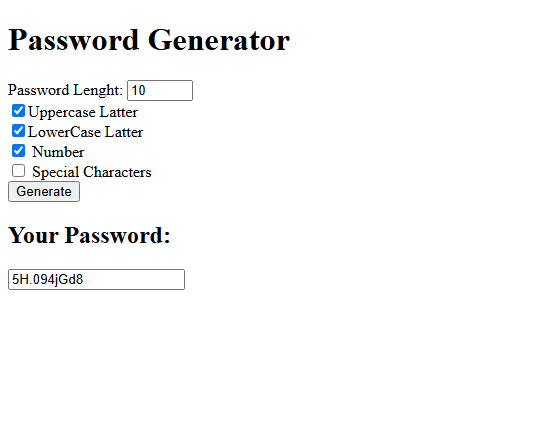 Password Generator
Password Lenght: 10
Uppercase Latter
LowerCase Latter
Number
Special Characters
Generate
Your Password:
5H.094jGd8